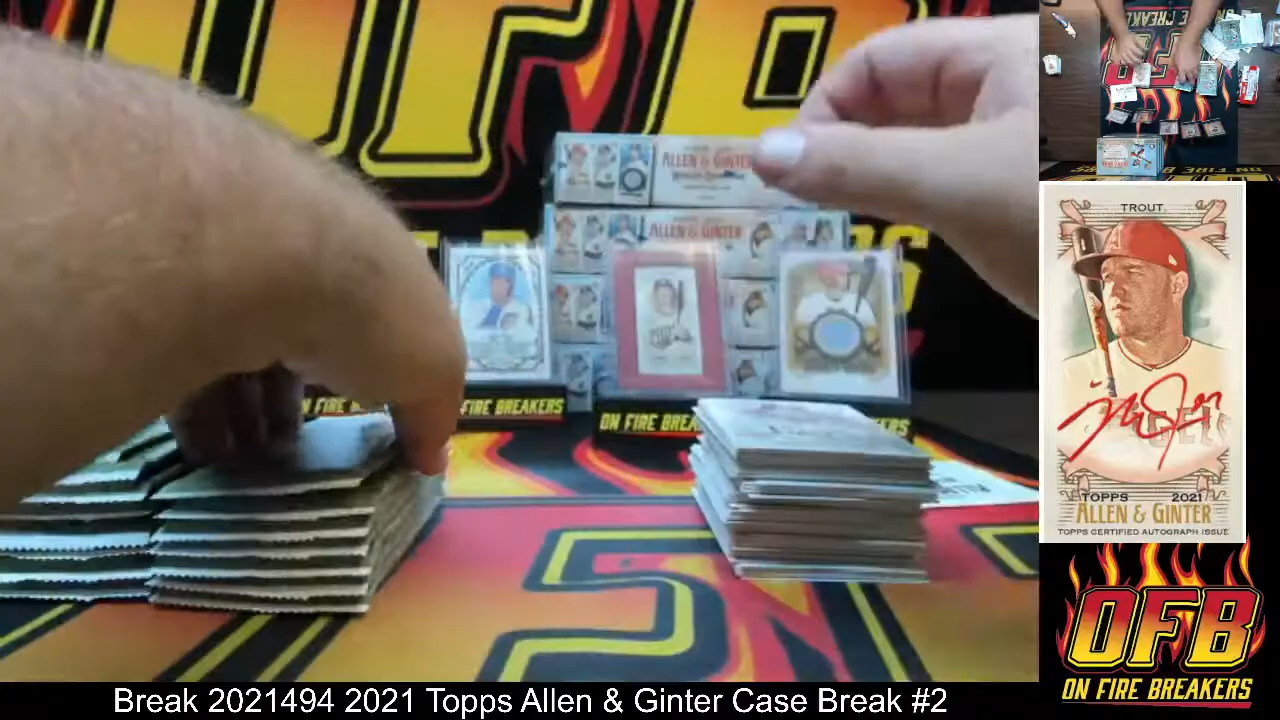 ALLEN & GINTER
ALLEN & GINTER
ON FIRE BREAKERS
ON FIRE BREAKERS
TROUT
TOPPS 2021
ALLEN & GINTER
TOPPS CERTIFIED AUTOGRAPH ISSUE
OFB
ON FIRE BREAKERS
Break 2021494 2021 Topps Allen & Ginter Case Break #2